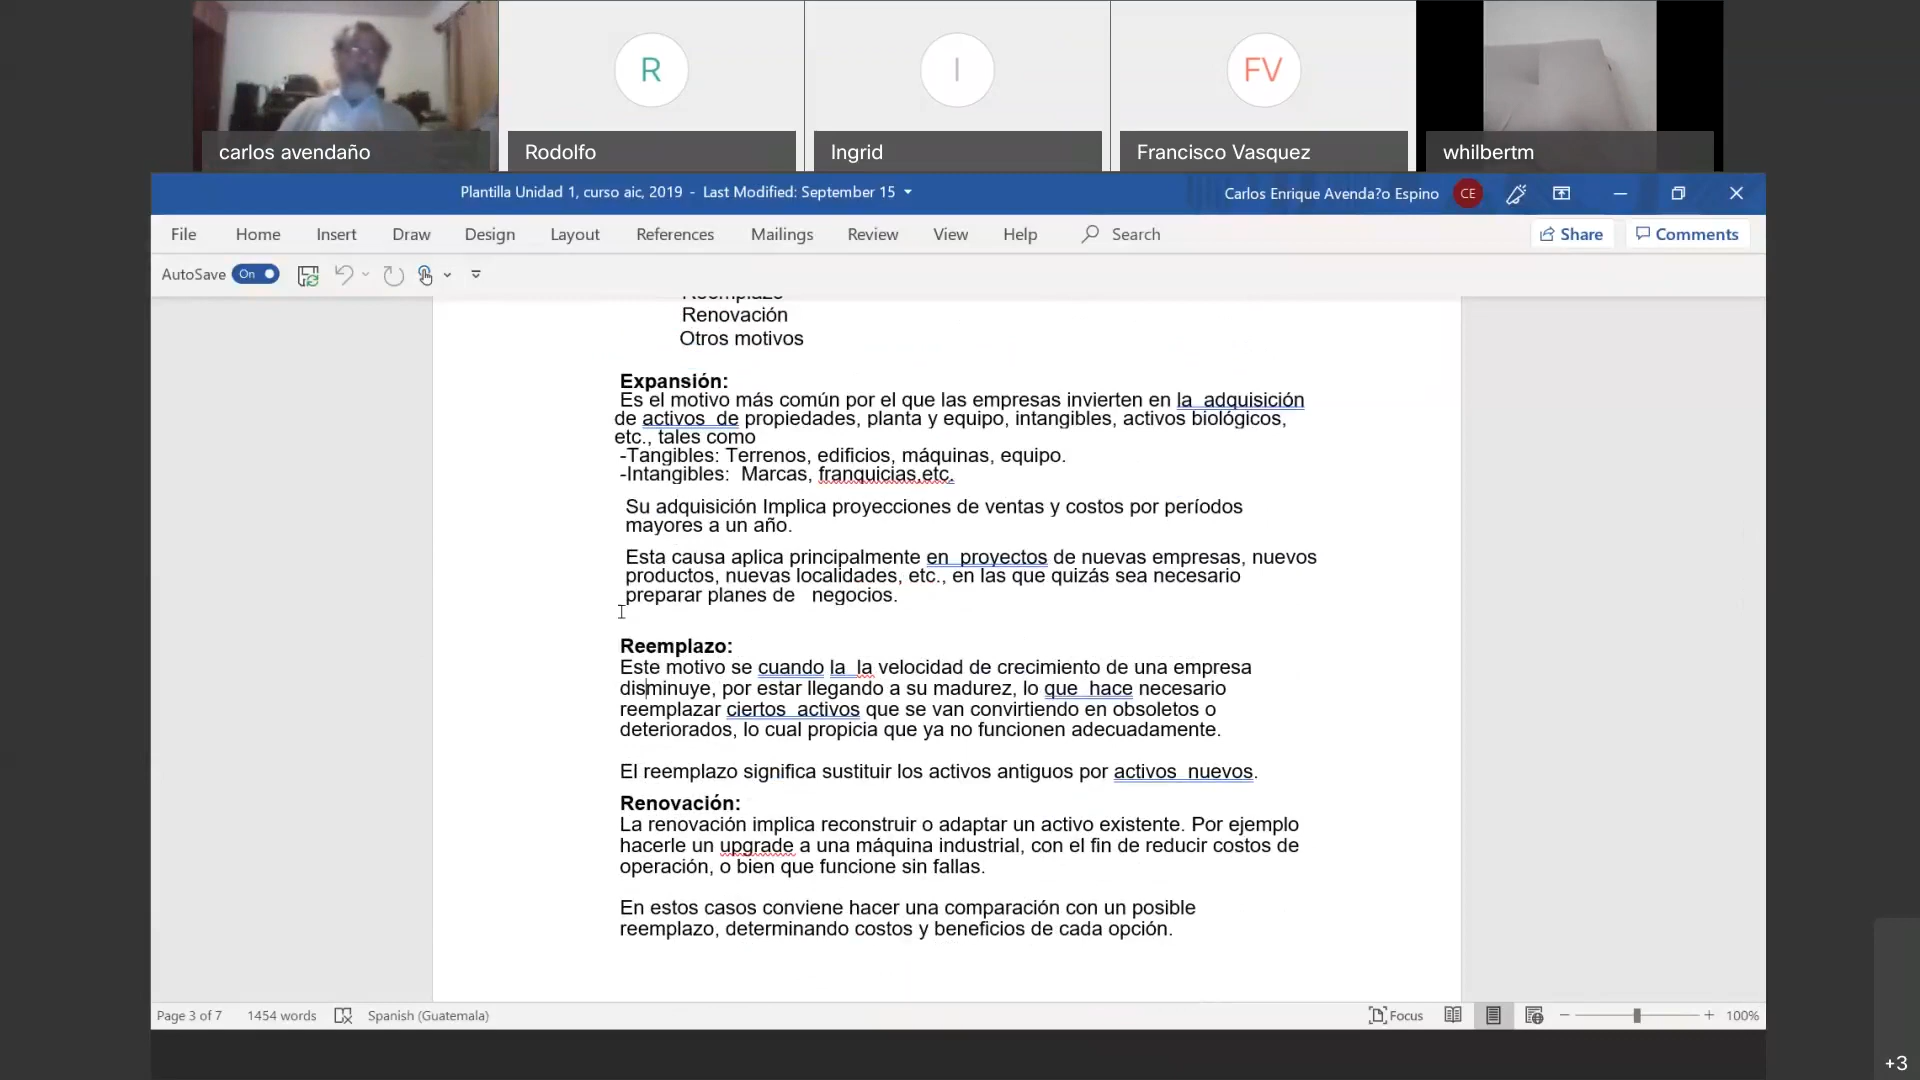 R
I
FV
carlos avendaño
Rodolfo
Ingrid
Francisco Vasquez
whilbertm
Plantilla Unidad 1, curso aic, 2019 - Last Modified: September 15
Carlos Enrique Avenda?o Espino
CE
File Home Insert Draw Design Layout References Mailings Review View Help Search
Share Comments
AutoSave On
Reemplazo
Renovación
Otros motivos
Expansión:
Es el motivo más común por el que las empresas invierten en la adquisición
de activos de propiedades, planta y equipo, intangibles, activos biológicos,
etc., tales como
-Tangibles: Terrenos, edificios, máquinas, equipo.
-Intangibles: Marcas, franquicias,etc.
Su adquisición Implica proyecciones de ventas y costos por períodos
mayores a un año.
Esta causa aplica principalmente en proyectos de nuevas empresas, nuevos
productos, nuevas localidades, etc., en las que quizás sea necesario
preparar planes de negocios.
Reemplazo:
Este motivo se cuando la la velocidad de crecimiento de una empresa
disminuye, por estar llegando a su madurez, lo que hace necesario
reemplazar ciertos activos que se van convirtiendo en obsoletos o
deteriorados, lo cual propicia que ya no funcionen adecuadamente.
El reemplazo significa sustituir los activos antiguos por activos nuevos.
Renovación:
La renovación implica reconstruir o adaptar un activo existente. Por ejemplo
hacerle un upgrade a una máquina industrial, con el fin de reducir costos de
operación, o bien que funcione sin fallas.
En estos casos conviene hacer una comparación con un posible
reemplazo, determinando costos y beneficios de cada opción.
Page 3 of 7 1454 words Spanish (Guatemala)
Focus
100%
+3